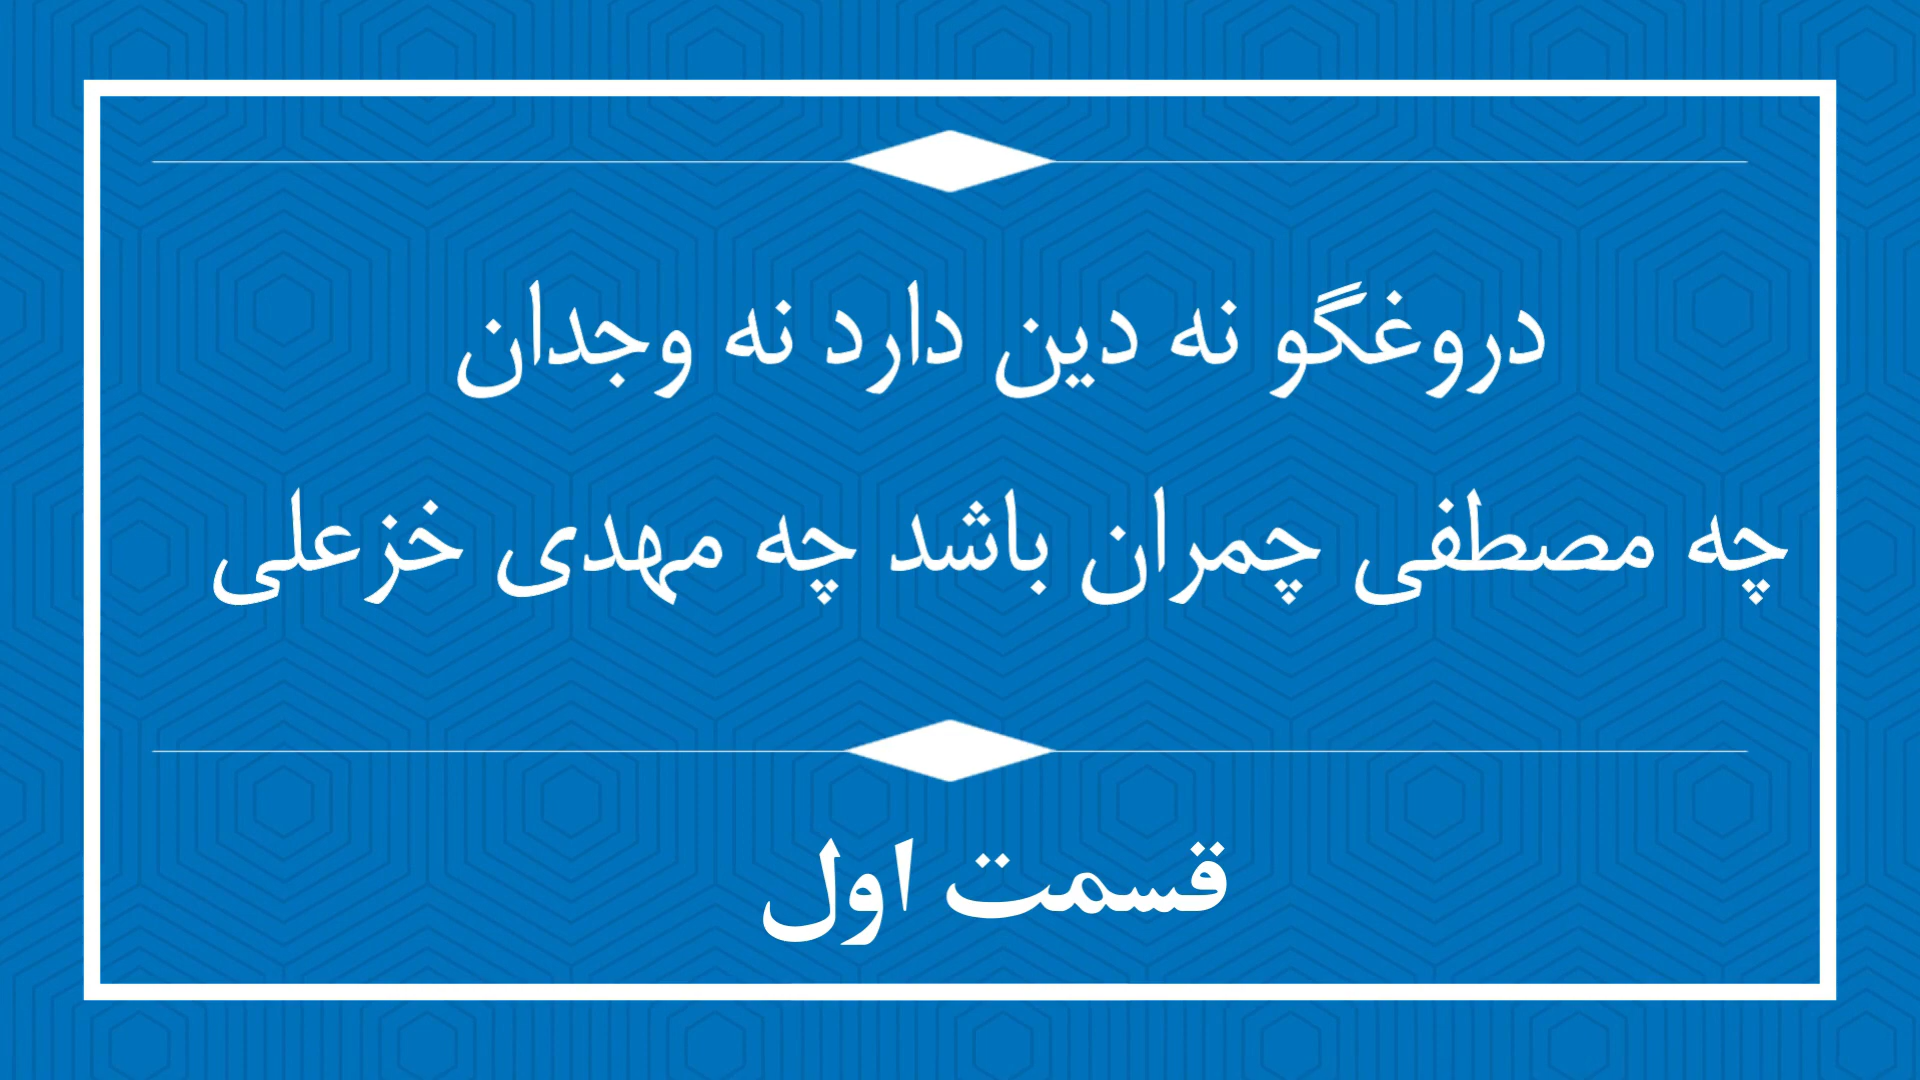 دروغگو نه دین دارد نه وجدان
چه مصطفی چمران باشد چه مهدی خزعلی
قسمت اول